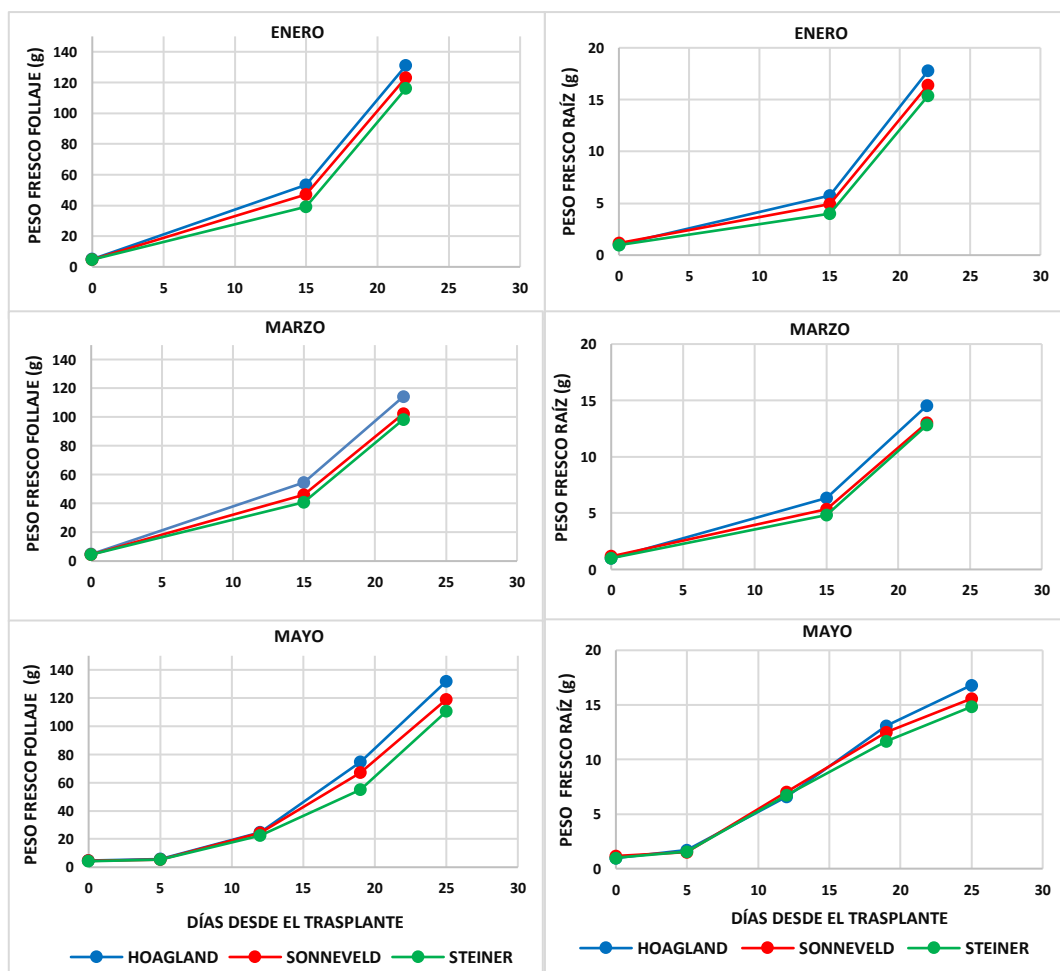 ENERO
PESO FRESCO FOLLAJE (g)
140
120
100
80
60
40
20
0
0 5 10 15 20 25 30
ENERO
PESO FRESCO RAÍZ (g)
20
15
10
5
0
0 5 10 15 20 25 30
MARZO
PESO FRESCO FOLLAJE (g)
140
120
100
80
60
40
20
0
0 5 10 15 20 25 30
MARZO
PESO FRESCO RAÍZ (g)
20
15
10
5
0
0 5 10 15 20 25 30
MAYO
PESO FRESCO FOLLAJE (g)
140
120
100
80
60
40
20
0
0 5 10 15 20 25 30
DÍAS DESDE EL TRASPLANTE
HOAGLAND SONNEVELD STEINER
MAYO
PESO FRESCO RAÍZ (g)
20
15
10
5
0
0 5 10 15 20 25 30
DÍAS DESDE EL TRASPLANTE
HOAGLAND SONNEVELD STEINER